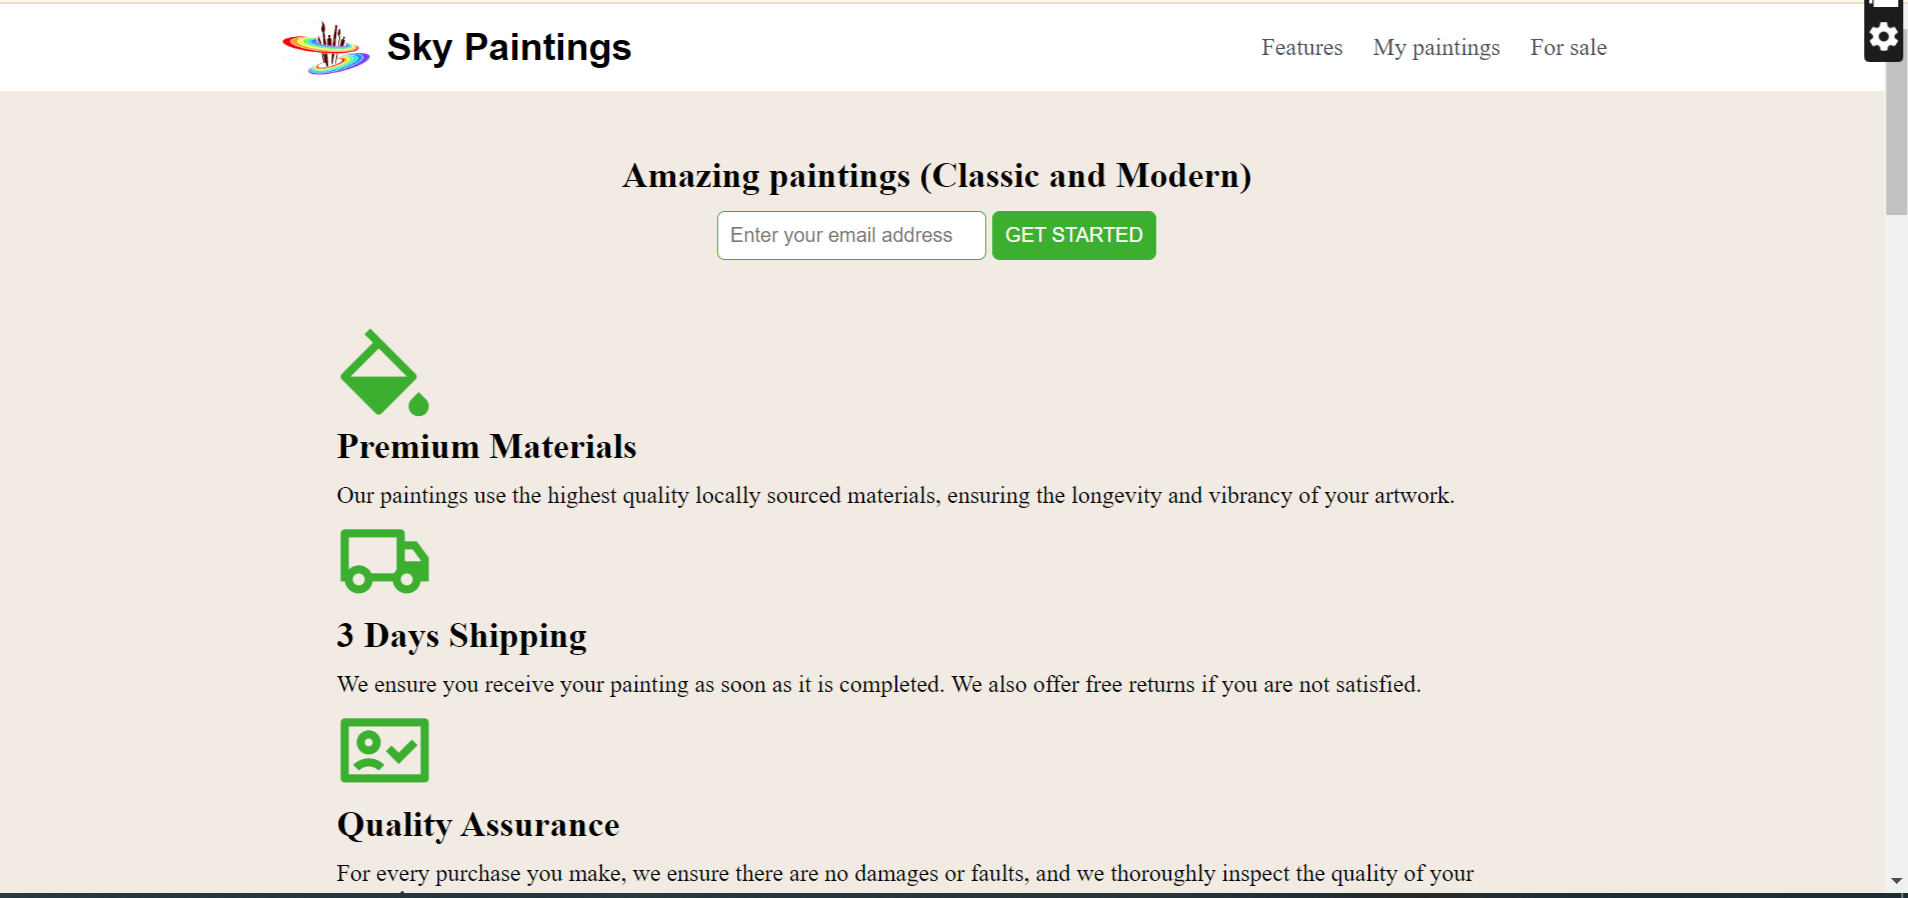 Sky Paintings
Features
My paintings
For sale
Amazing paintings (Classic and Modern)
Enter your email address
GET STARTED
Premium Materials
Our paintings use the highest quality locally sourced materials, ensuring the longevity and vibrancy of your artwork.
3 Days Shipping
We ensure you receive your painting as soon as it is completed. We also offer free returns if you are not satisfied.
Quality Assurance
For every purchase you make, we ensure there are no damages or faults, and we thoroughly inspect the quality of your